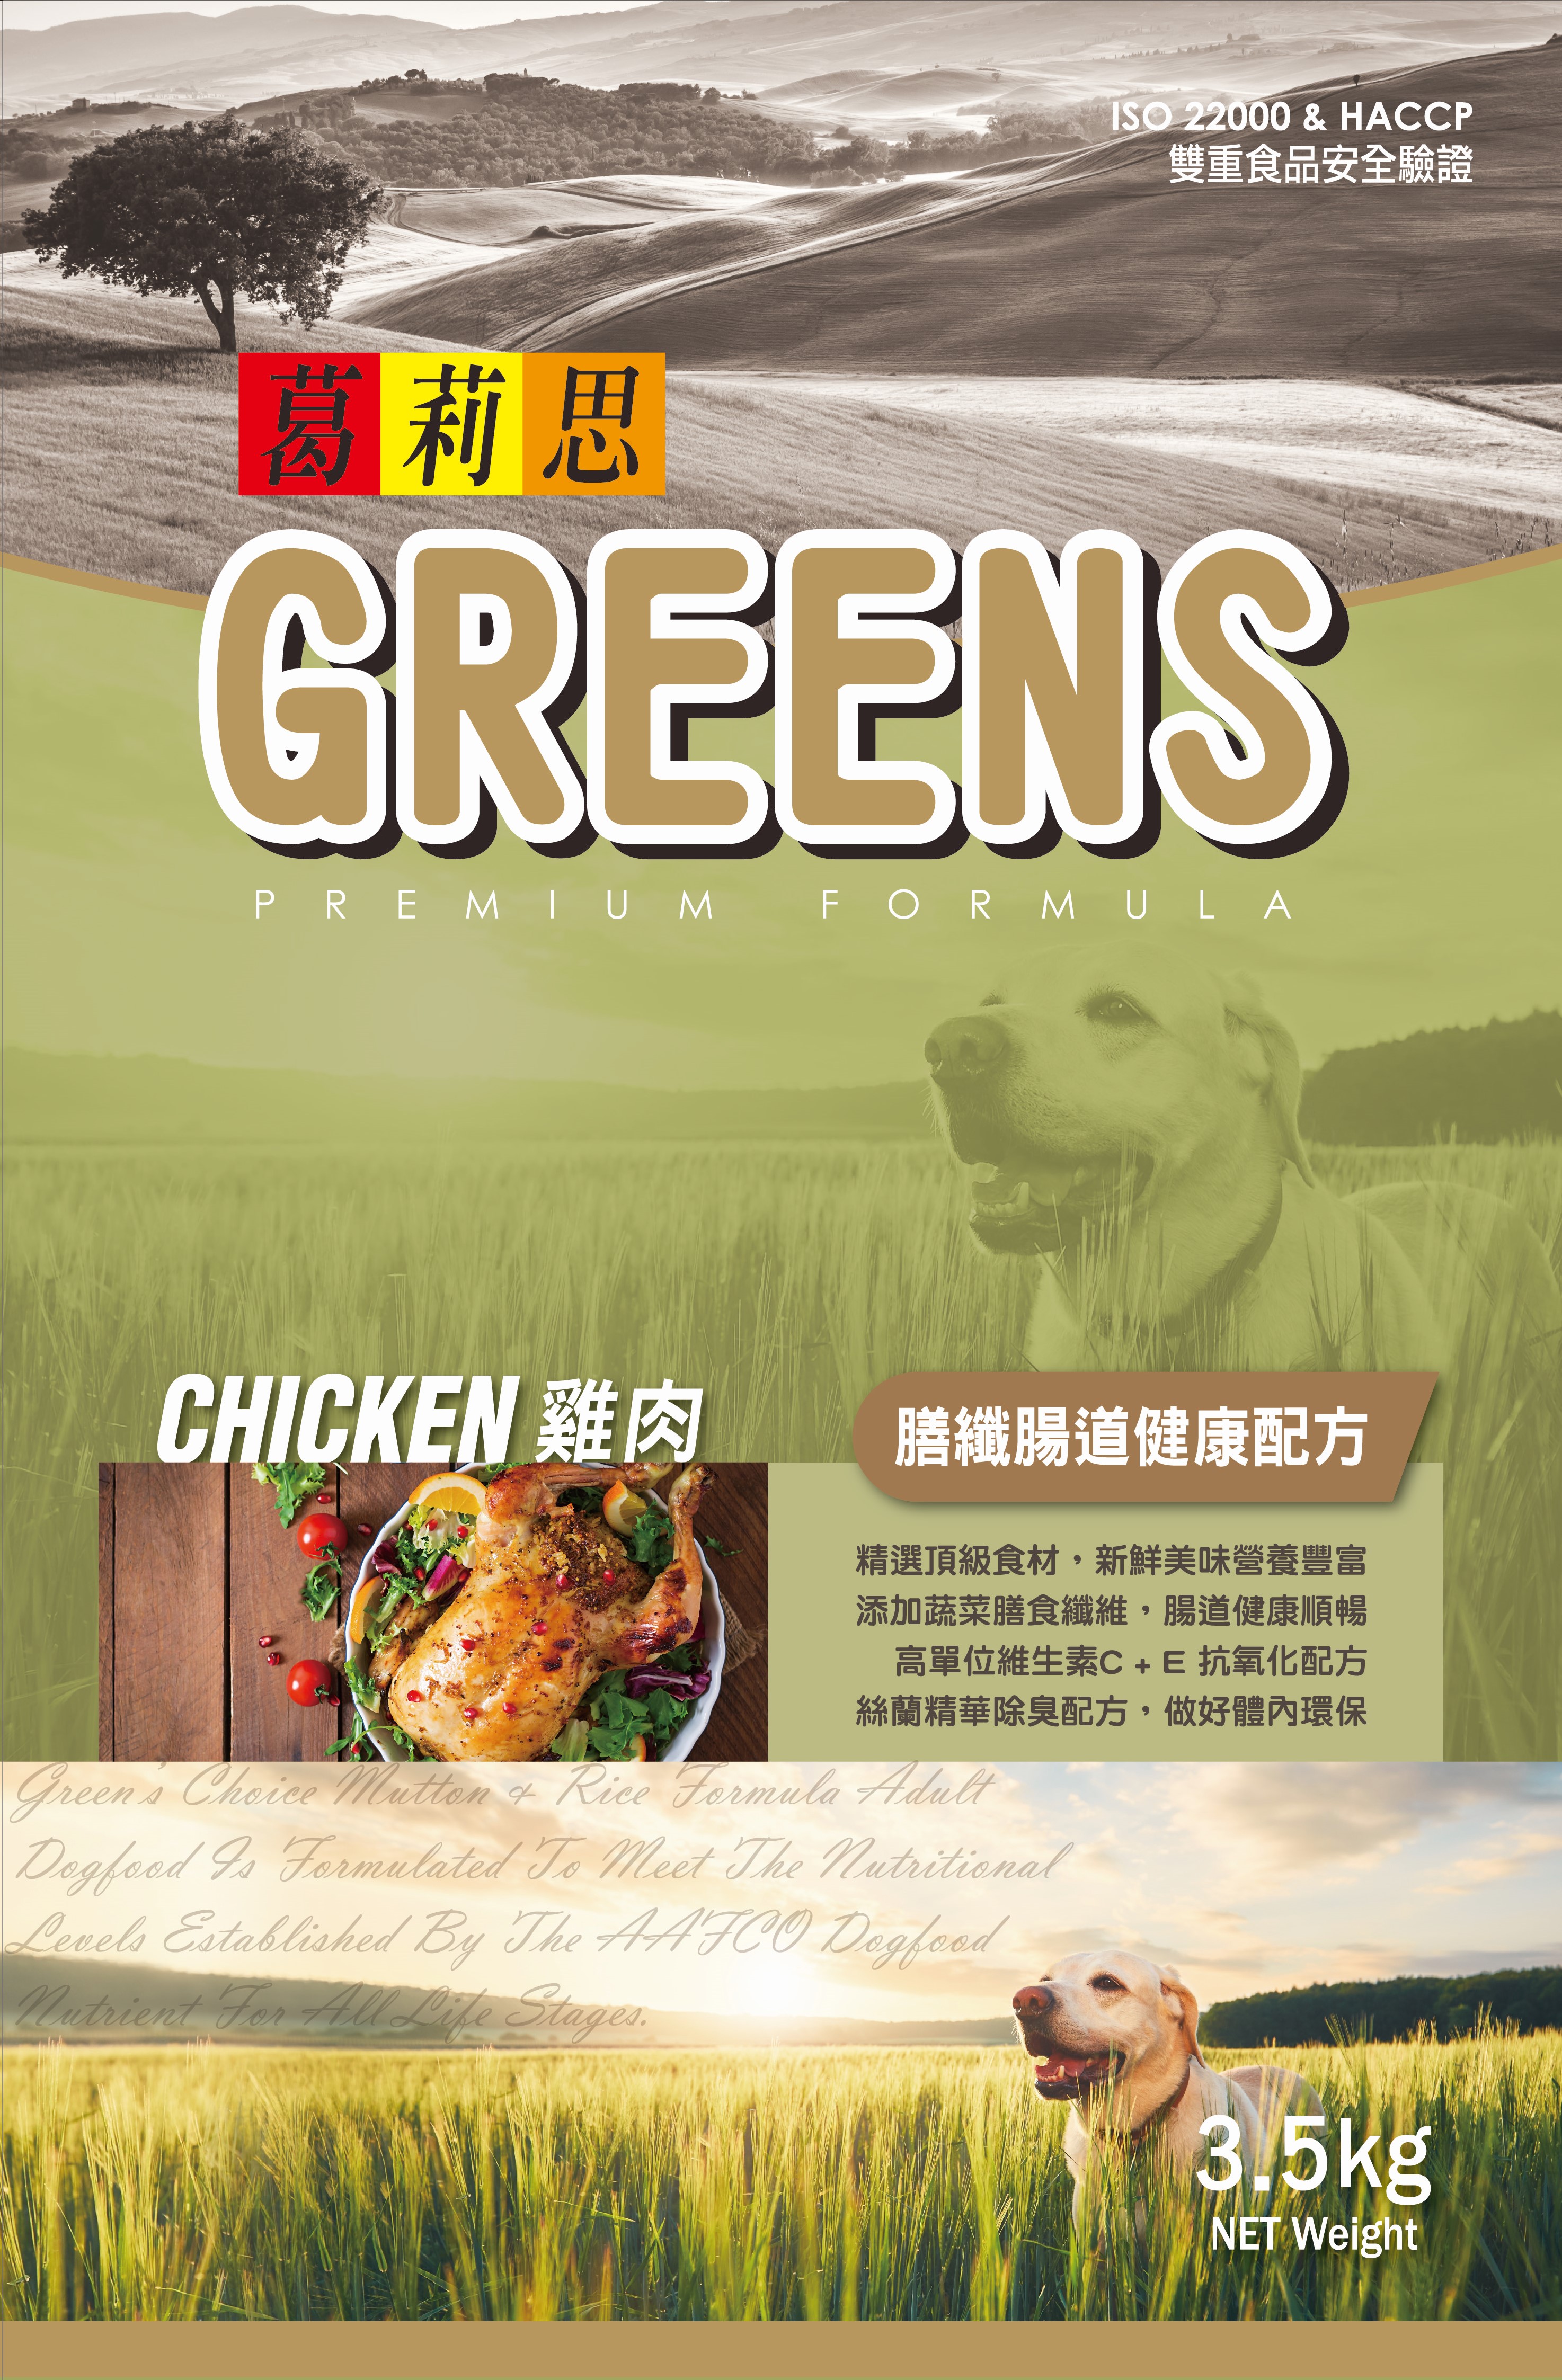 ISO 22000 & HACCP
雙重食品安全驗證
葛莉思
GREENS
PREMIUM FORMULA
CHICKEN 雞肉
膳纖腸道健康配方
精選頂級食材，新鮮美味營養豐富
添加蔬菜膳食纖維，腸道健康順暢
高單位維生素C + E 抗氧化配方
絲蘭精華除臭配方，做好體內環保
Green's Choice Mutton & Rice Formula Adult
Dogfood Is Formulated To Meet The Nutritional
Levels Established By The AAFCO Dogfood
Nutrient For All Life Stages.
3.5kg
NET Weight